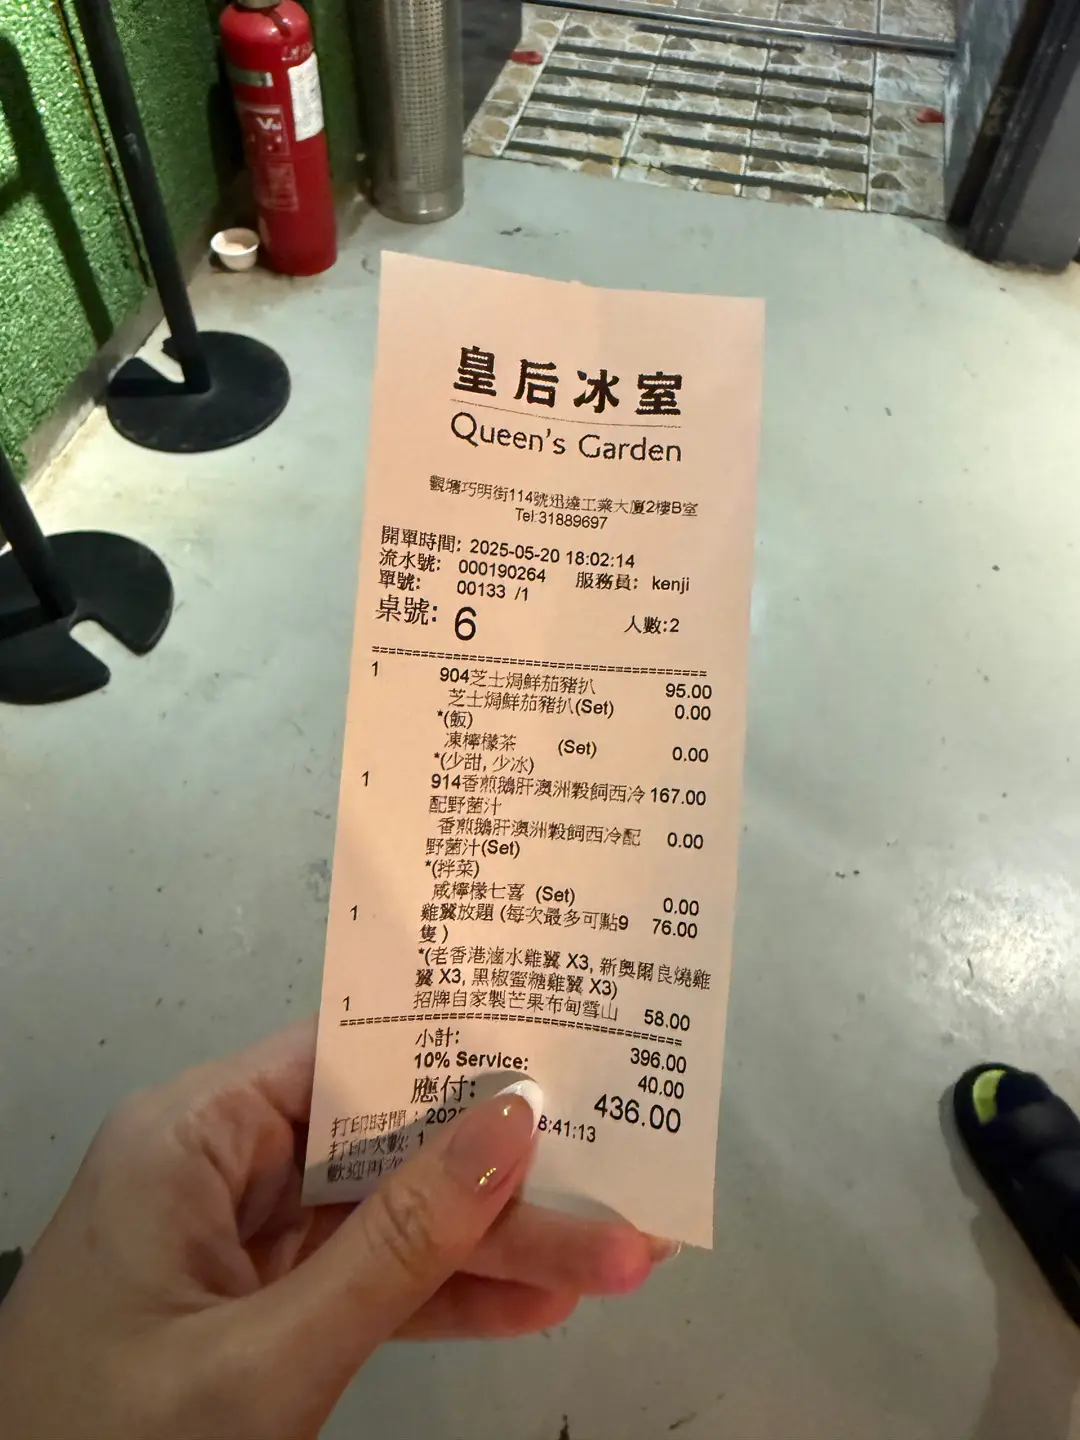 皇后冰室
Queen's Garden
觀塘巧明街114號迅達工業大廈2樓B室
Tel:31889697
開單時間: 2025-05-20 18:02:14
流水號: 000190264 服務員: kenji
單號: 00133 /1
桌號: 6 人數:2
1 904芝士焗鮮茄豬扒 95.00
芝士焗鮮茄豬扒(Set) 0.00
*(飯)
凍檸檬茶 (Set) 0.00
*(少甜, 少冰)
1 914香煎鵝肝澳洲穀飼西冷 167.00
配野菌汁
香煎鵝肝澳洲穀飼西冷配 0.00
野菌汁(Set)
*(拌菜)
咸檸檬七喜 (Set) 0.00
1 雞翼放題 (每次最多可點9 76.00
隻)
*(老香港滷水雞翼 X3, 新奧爾良燒雞
翼 X3, 黑椒蜜糖雞翼 X3)
1 招牌自家製芒果布甸雪山 58.00
小計: 396.00
10% Service: 40.00
應付: 436.00
打印時間: 202 8:41:13
打印次數: 1
歡迎再次